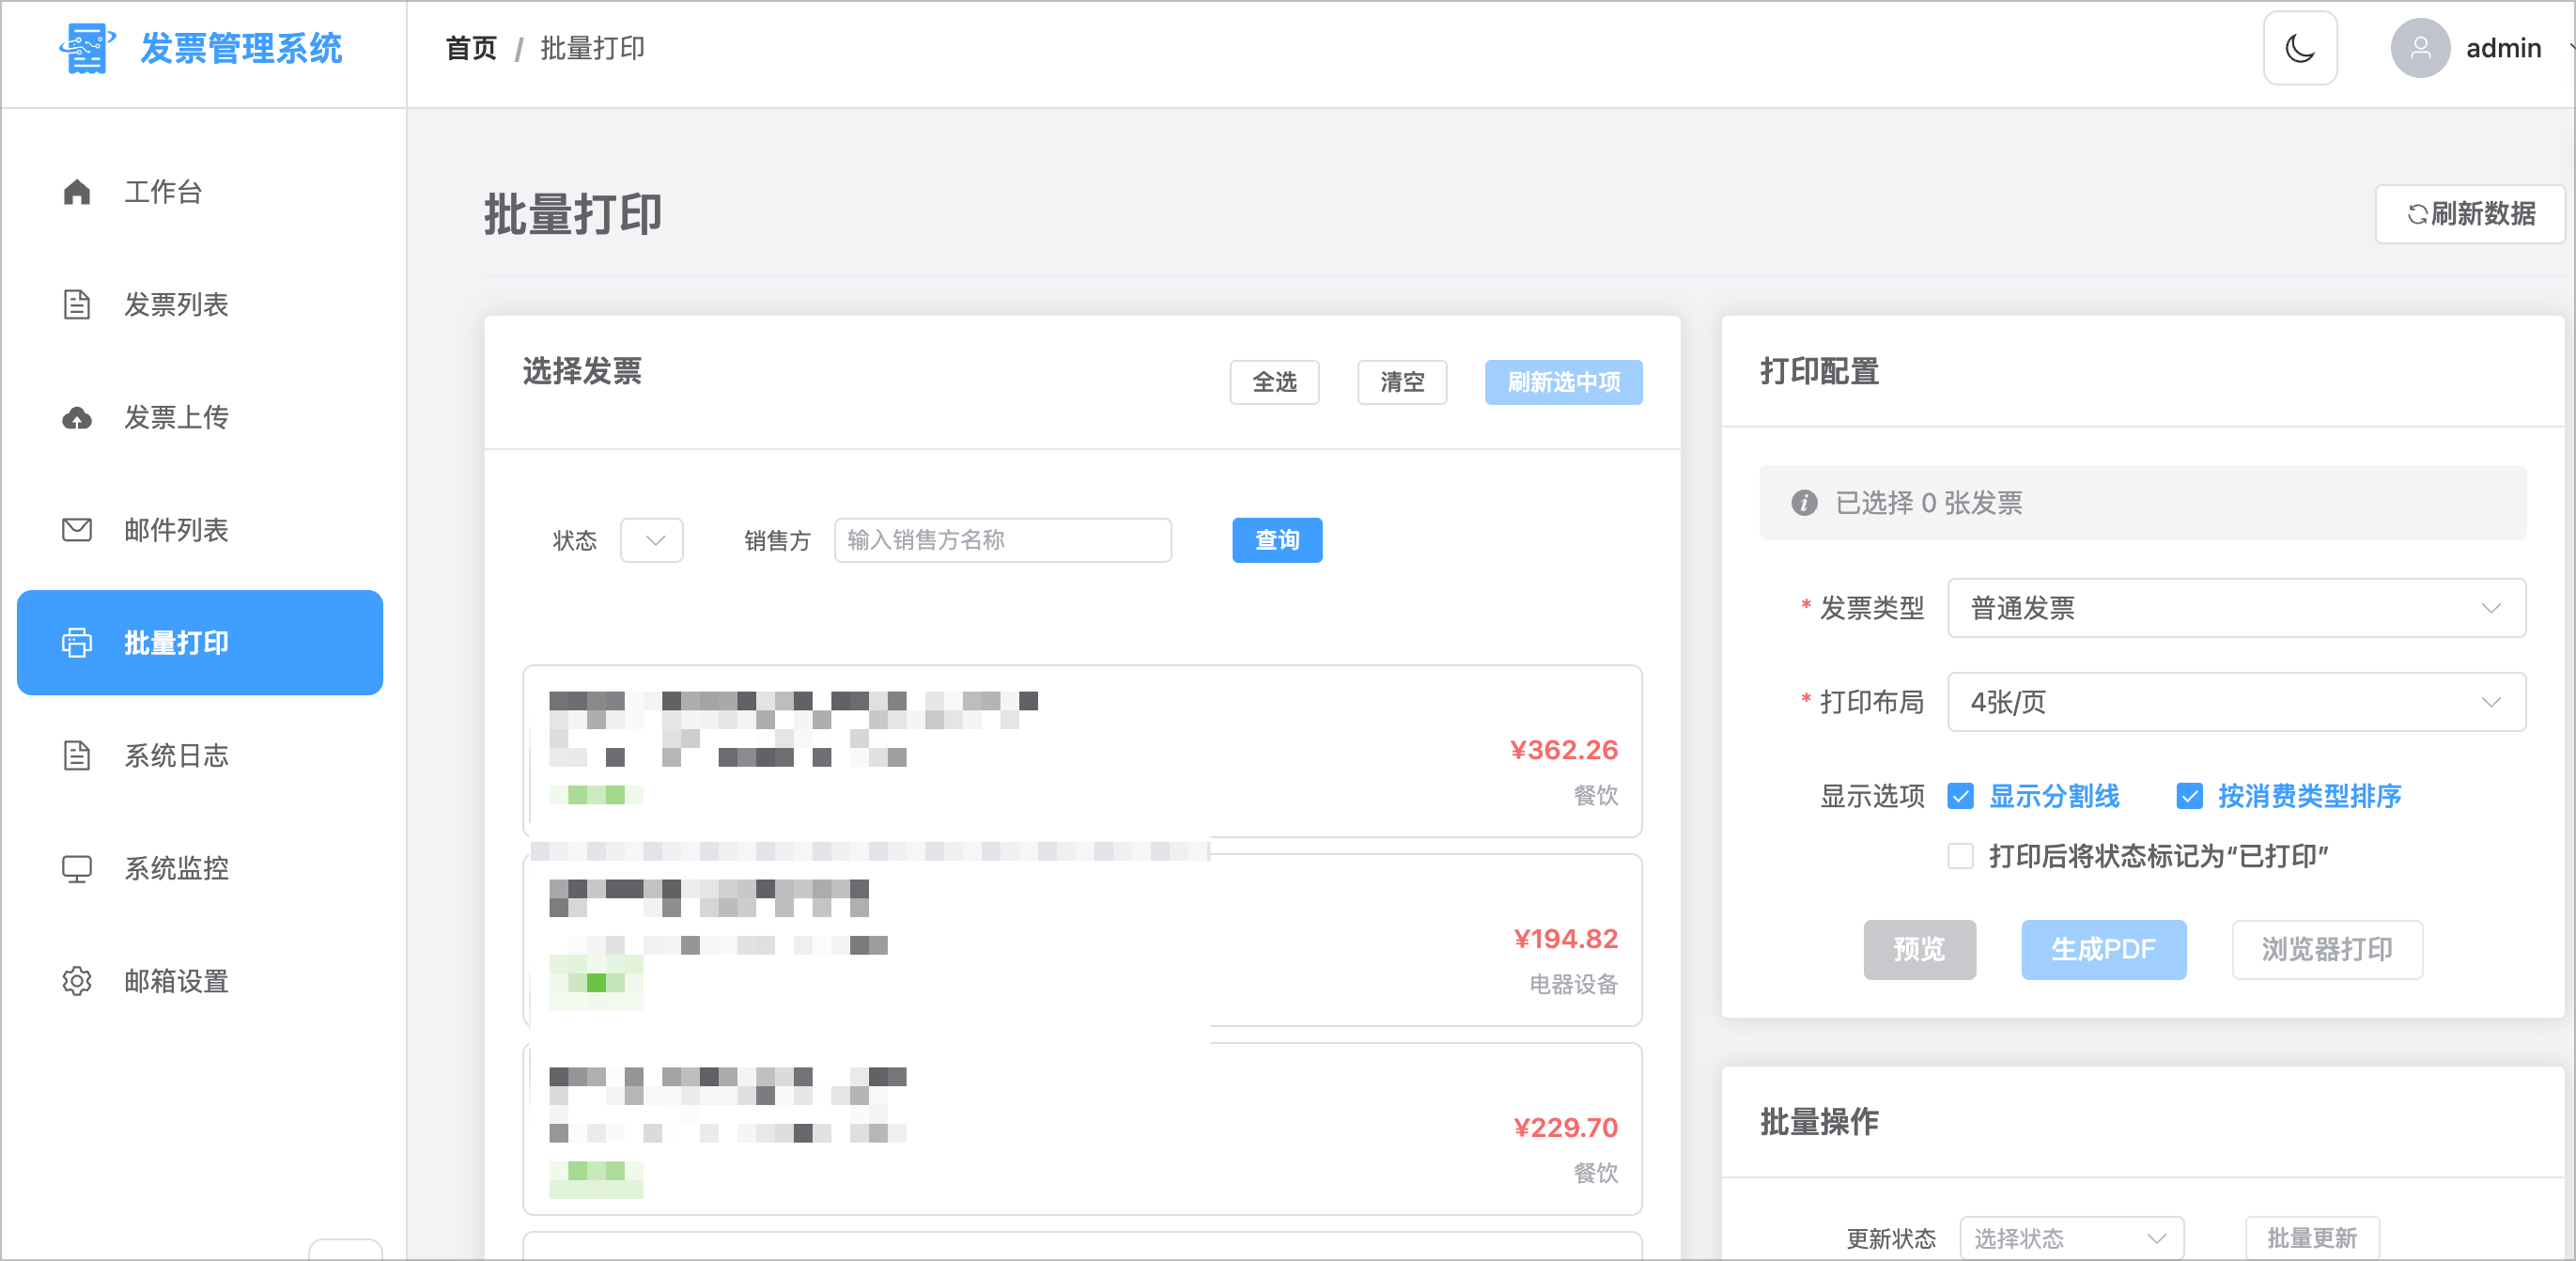 发票管理系统
首页 / 批量打印
admin
工作台
发票列表
发票上传
邮件列表
批量打印
系统日志
系统监控
邮箱设置
批量打印
刷新数据
选择发票
全选
清空
刷新选中项
状态
销售方
输入销售方名称
查询
¥362.26
餐饮
¥194.82
电器设备
¥229.70
餐饮
打印配置
已选择 0 张发票
* 发票类型
普通发票
* 打印布局
4张/页
显示选项
显示分割线
按消费类型排序
打印后将状态标记为“已打印”
预览
生成PDF
浏览器打印
批量操作
更新状态
选择状态
批量更新